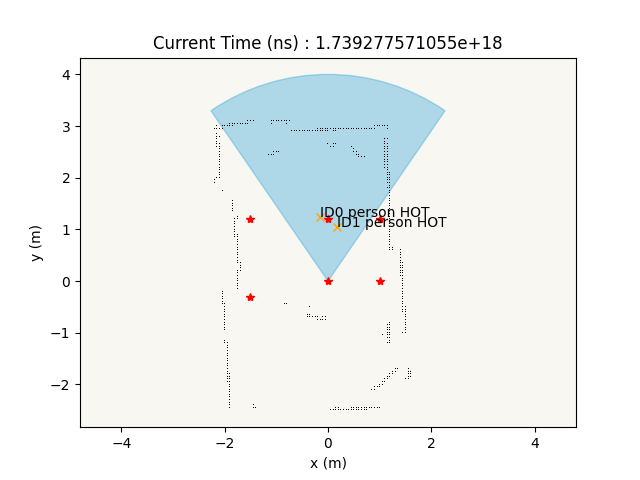 Current Time (ns) : 1.739277571055e+18
4
3
2
1
0
−1
−2
y (m)
ID0 person HOT
ID1 person HOT
−4
−2
0
2
4
x (m)